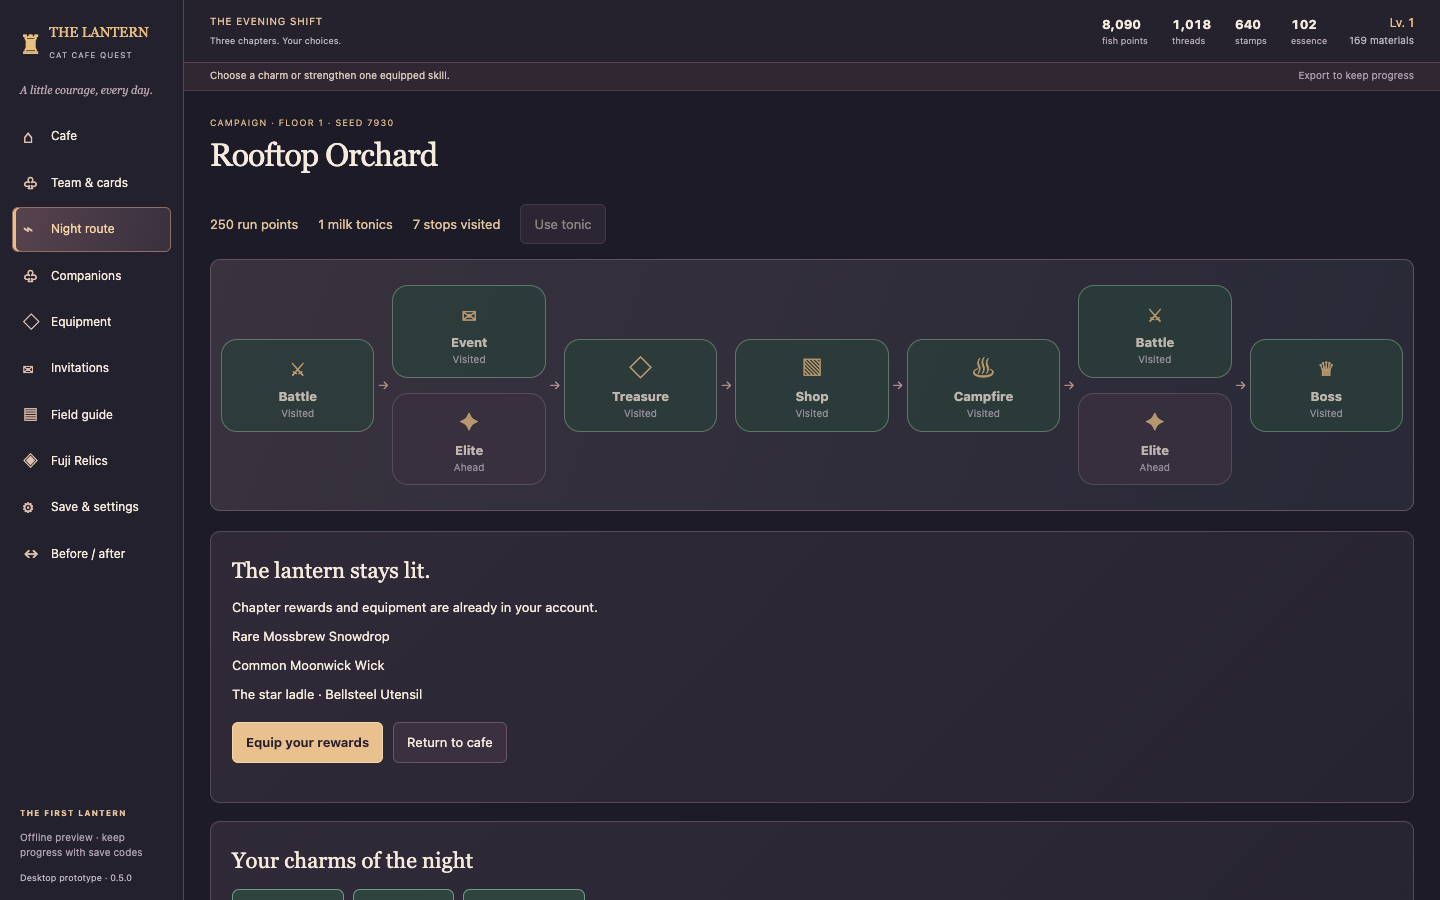 THE LANTERN
CAT CAFE QUEST
A little courage, every day.
Cafe
Team & cards
Night route
Companions
Equipment
Invitations
Field guide
Fuji Relics
Save & settings
Before / after
THE FIRST LANTERN
Offline preview · keep
progress with save codes
Desktop prototype · 0.5.0
THE EVENING SHIFT
Three chapters. Your choices.
8,090
fish points
1,018
threads
640
stamps
102
essence
Lv. 1
169 materials
Choose a charm or strengthen one equipped skill.
Export to keep progress
CAMPAIGN · FLOOR 1 · SEED 7930
Rooftop Orchard
250 run points
1 milk tonics
7 stops visited
Use tonic
Battle
Visited
Event
Visited
Elite
Ahead
Treasure
Visited
Shop
Visited
Campfire
Visited
Battle
Visited
Elite
Ahead
Boss
Visited
The lantern stays lit.
Chapter rewards and equipment are already in your account.
Rare Mossbrew Snowdrop
Common Moonwick Wick
The star ladle · Bellsteel Utensil
Equip your rewards
Return to cafe
Your charms of the night